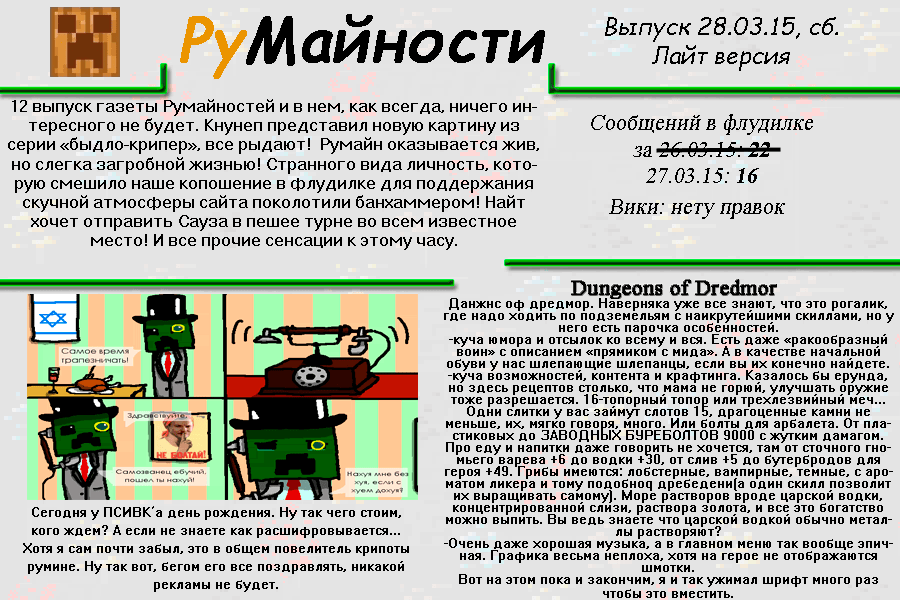 РуМайности
Выпуск 28.03.15, сб.
Лайт версия
12 выпуск газеты Румайностей и в нем, как всегда, ничего ин-
тересного не будет. Кнунеп представил новую картину из
серии «быдло-крипер», все рыдают! Румайн оказывается жив,
но слегка загробной жизнью! Странного вида личность, кото-
рую смешило наше копошение в флудилке для поддержания
скучной атмосферы сайта поколотили банхаммером! Найт
хочет отправить Сауза в пешее турне во всем известное
место! И все прочие сенсации к этому часу.
Сообщений в флудилке
за 26.03.15: 22
27.03.15: 16
Вики: нету правок
Самое время
трапезничать!
Здравствуйте,
НЕ БОЛТАЙ!
Самозванец ебучий,
пошел ты нахуй!
Нахуя мне без
хуя, если с
хуем дохуя?
Сегодня у ПСИВК'а день рождения. Ну так чего стоим,
кого ждем? А если не знаете как расшифровывается...
Хотя я сам почти забыл, это в общем повелитель крипоты
румине. Ну так вот, бегом его все поздравлять, никакой
рекламы не будет.
Dungeons of Dredmor
Данжнс оф дредмор. Наверняка уже все знают, что это рогалик,
где надо ходить по подземельям с наикрутейшими скиллами, но у
него есть парочка особенностей.
-куча юмора и отсылок ко всему и вся. Есть даже «ракообразный
воин» с описанием «прямиком с мида». А в качестве начальной
обуви у нас шлепающие шлепанцы, если вы их конечно найдете.
-куча возможностей, контента и крафтинга. Казалось бы ерунда,
но здесь рецептов столько, что мама не горюй, улучшать оружие
тоже разрешается. 16-топорный топор или трехлезвийный меч...
Одни слитки у вас займут слотов 15, драгоценные камни не
меньше, их, мягко говоря, много. Или болты для арбалета. От пла-
стиковых до ЗАВОДНЫХ БУРЕБОЛТОВ 9000 с жутким дамагом.
Про еду и напитки даже говорить не хочется, там от сточного гно-
мьего варева +6 до водки +30, от слив +5 до бутербродов для
героя +49. Грибы имеются: лобстерные, вампирные, темные, с аро-
матом ликера и тому подобноq дребедени(а один скилл позволит
их выращивать самому). Море растворов вроде царской водки,
концентрированной слизи, раствора золота, и все это богатство
можно выпить. Вы ведь знаете что царской водкой обычно метал-
лы растворяют?
-Очень даже хорошая музыка, а в главном меню так вообще эпич-
ная. Графика весьма неплоха, хотя на герое не отображаются
шмотки.
Вот на этом пока и закончим, я и так ужимал шрифт много раз
чтобы это вместить.